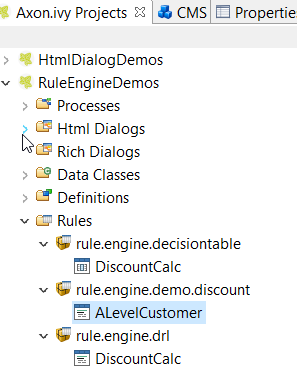 Axon.ivy Projects CMS Properties
HtmlDialogDemos
RuleEngineDemos
Processes
Html Dialogs
Rich Dialogs
Data Classes
Definitions
Rules
rule.engine.decisiontable
DiscountCalc
rule.engine.demo.discount
ALevelCustomer
rule.engine.drl
DiscountCalc